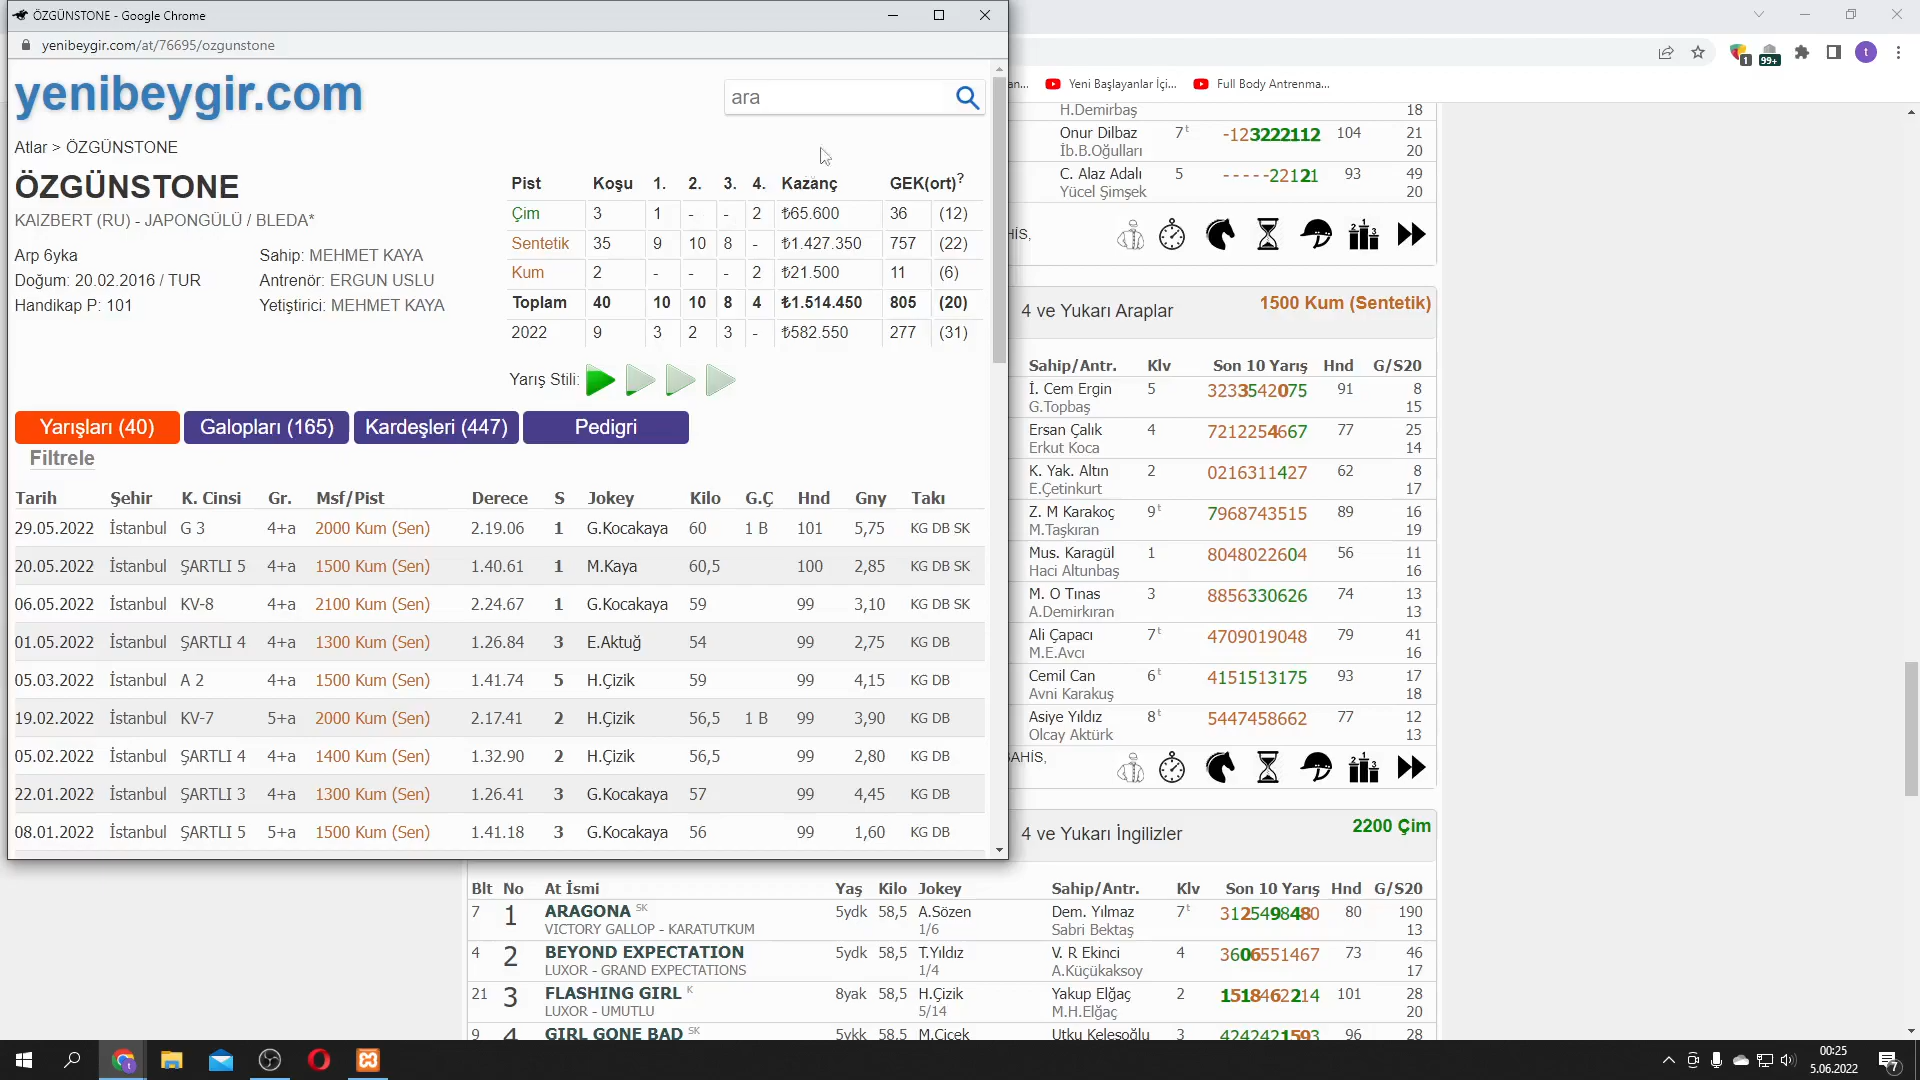 ÖZGÜNSTONE - Google Chrome
yenibeygir.com/at/76695/ozgunstone
yenibeygir.com
ara
Atlar > ÖZGÜNSTONE
ÖZGÜNSTONE
KAIZBERT (RU) - JAPONGÜLÜ / BLEDA*
Arp 6yka
Sahip: MEHMET KAYA
Doğum: 20.02.2016 / TUR
Antrenör: ERGUN USLU
Handikap P: 101
Yetiştirici: MEHMET KAYA
Pist Koşu 1. 2. 3. 4. Kazanç GEK(ort)?
Çim 3 1 - - 2 ₺65.600 36 (12)
Sentetik 35 9 10 8 - ₺1.427.350 757 (22)
Kum 2 - - - 2 ₺21.500 11 (6)
Toplam 40 10 10 8 4 ₺1.514.450 805 (20)
2022 9 3 2 3 - ₺582.550 277 (31)
Yarış Stili:
Yarışları (40) Galopları (165) Kardeşleri (447) Pedigri
Filtrele
Tarih Şehir K. Cinsi Gr. Msf/Pist Derece S Jokey Kilo G.Ç Hnd Gny Takı
29.05.2022 İstanbul G 3 4+a 2000 Kum (Sen) 2.19.06 1 G.Kocakaya 60 1 B 101 5,75 KG DB SK
20.05.2022 İstanbul ŞARTLI 5 4+a 1500 Kum (Sen) 1.40.61 1 M.Kaya 60,5 100 2,85 KG DB SK
06.05.2022 İstanbul KV-8 4+a 2100 Kum (Sen) 2.24.67 1 G.Kocakaya 59 99 3,10 KG DB SK
01.05.2022 İstanbul ŞARTLI 4 4+a 1300 Kum (Sen) 1.26.84 3 E.Aktuğ 54 99 2,75 KG DB
05.03.2022 İstanbul A 2 4+a 1500 Kum (Sen) 1.41.74 5 H.Çizik 59 99 4,15 KG DB
19.02.2022 İstanbul KV-7 5+a 2000 Kum (Sen) 2.17.41 2 H.Çizik 56,5 1 B 99 3,90 KG DB
05.02.2022 İstanbul ŞARTLI 4 4+a 1400 Kum (Sen) 1.32.90 2 H.Çizik 56,5 99 2,80 KG DB
22.01.2022 İstanbul ŞARTLI 3 4+a 1300 Kum (Sen) 1.26.41 3 G.Kocakaya 57 99 4,45 KG DB
08.01.2022 İstanbul ŞARTLI 5 5+a 1500 Kum (Sen) 1.41.18 3 G.Kocakaya 56 99 1,60 KG DB
1 99+ t
an... Yeni Başlayanlar İçi... Full Body Antrenma...
H.Demirbaş 18
Onur Dilbaz 7 t -123222112 104 21
İb.B.Oğulları 20
C. Alaz Adalı 5 -----22121 93 49
Yücel Şimşek 20
HİS,
4 ve Yukarı Araplar 1500 Kum (Sentetik)
Sahip/Antr. Klv Son 10 Yarış Hnd G/S20
İ. Cem Ergin 5 3233542075 91 8
G.Topbaş 15
Ersan Çalık 4 7212254667 77 25
Erkut Koca 14
K. Yak. Altın 2 0216311427 62 8
E.Çetinkurt 17
Z. M Karakoç 9 t 7968743515 89 16
M.Taşkıran 19
Mus. Karagül 1 8048022604 56 11
Haci Altunbaş 16
M. O Tınas 3 8856330626 74 13
A.Demirkıran 13
Ali Çapacı 7 t 4709019048 79 41
M.E.Avcı 16
Cemil Can 6 t 4151513175 93 17
Avni Karakuş 18
Asiye Yıldız 8 t 5447458662 77 12
Olcay Aktürk 13
BAHİS,
4 ve Yukarı İngilizler 2200 Çim
Blt No At İsmi Yaş Kilo Jokey Sahip/Antr. Klv Son 10 Yarış Hnd G/S20
7 1 ARAGONA SK 5ydk 58,5 A.Sözen Dem. Yılmaz 7 t 3125498480 80 190
VICTORY GALLOP - KARATUTKUM 1/6 Sabri Bektaş 13
4 2 BEYOND EXPECTATION 5ydk 58,5 T.Yıldız V. R Ekinci 4 3606551467 73 46
LUXOR - GRAND EXPECTATIONS 1/4 A.Küçükaksoy 17
21 3 FLASHING GIRL K 8yak 58,5 H.Çizik Yakup Elğaç 2 1518462214 101 28
LUXOR - UMUTLU 5/14 M.H.Elğaç 20
9 4 GIRL GONE BAD SK 5ykk 58,5 M.Çiçek Utku Keleşoğlu 3 4242421593 96 28
00:25
5.06.2022
7